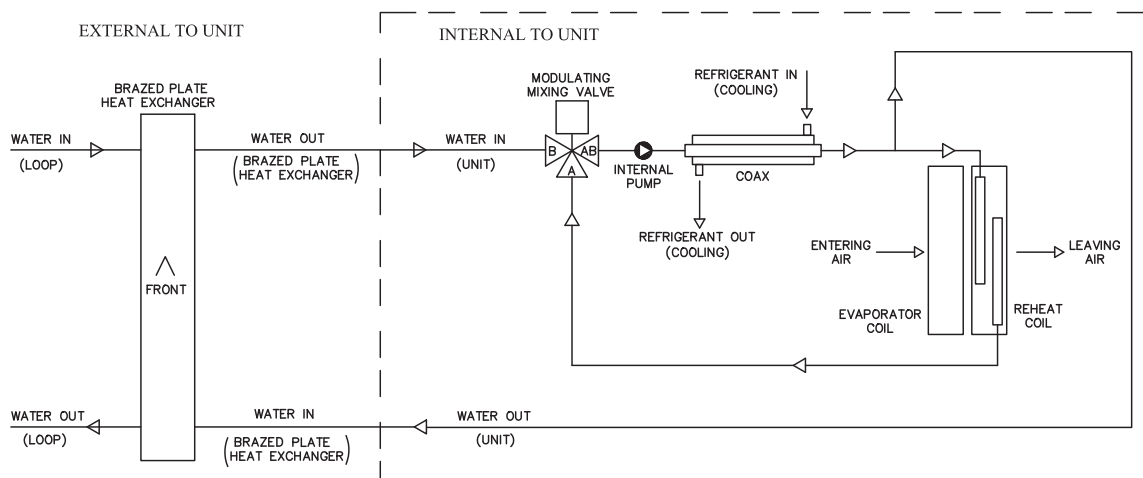 EXTERNAL TO UNIT
INTERNAL TO UNIT
BRAZED PLATE
HEAT EXCHANGER
MODULATING
MIXING VALVE
REFRIGERANT IN
(COOLING)
WATER IN
(LOOP)
WATER OUT
(BRAZED PLATE
HEAT EXCHANGER)
WATER IN
(UNIT)
B
AB
A
INTERNAL
PUMP
COAX
REFRIGERANT OUT
(COOLING)
ENTERING
AIR
LEAVING
AIR
FRONT
EVAPORATOR
COIL
REHEAT
COIL
WATER OUT
(LOOP)
WATER IN
(BRAZED PLATE
HEAT EXCHANGER)
WATER OUT
(UNIT)